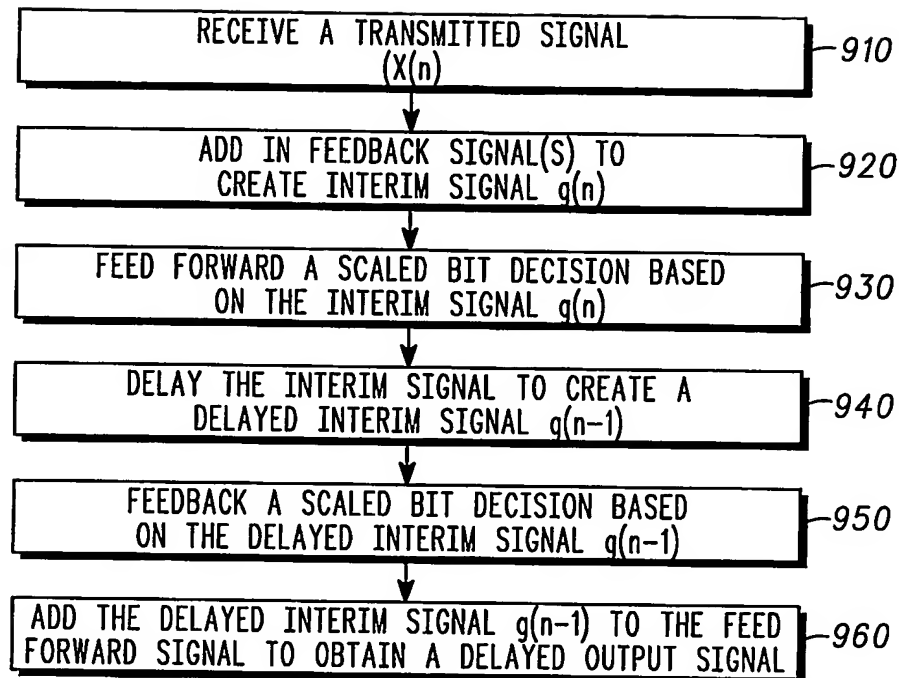 RECEIVE A TRANSMITTED SIGNAL
(X(n)
910
ADD IN FEEDBACK SIGNAL(S) TO
CREATE INTERIM SIGNAL g(n)
920
FEED FORWARD A SCALED BIT DECISION BASED
ON THE INTERIM SIGNAL g(n)
930
DELAY THE INTERIM SIGNAL TO CREATE A
DELAYED INTERIM SIGNAL g(n-1)
940
FEEDBACK A SCALED BIT DECISION BASED
ON THE DELAYED INTERIM SIGNAL g(n-1)
950
ADD THE DELAYED INTERIM SIGNAL g(n-1) TO THE FEED
FORWARD SIGNAL TO OBTAIN A DELAYED OUTPUT SIGNAL
960